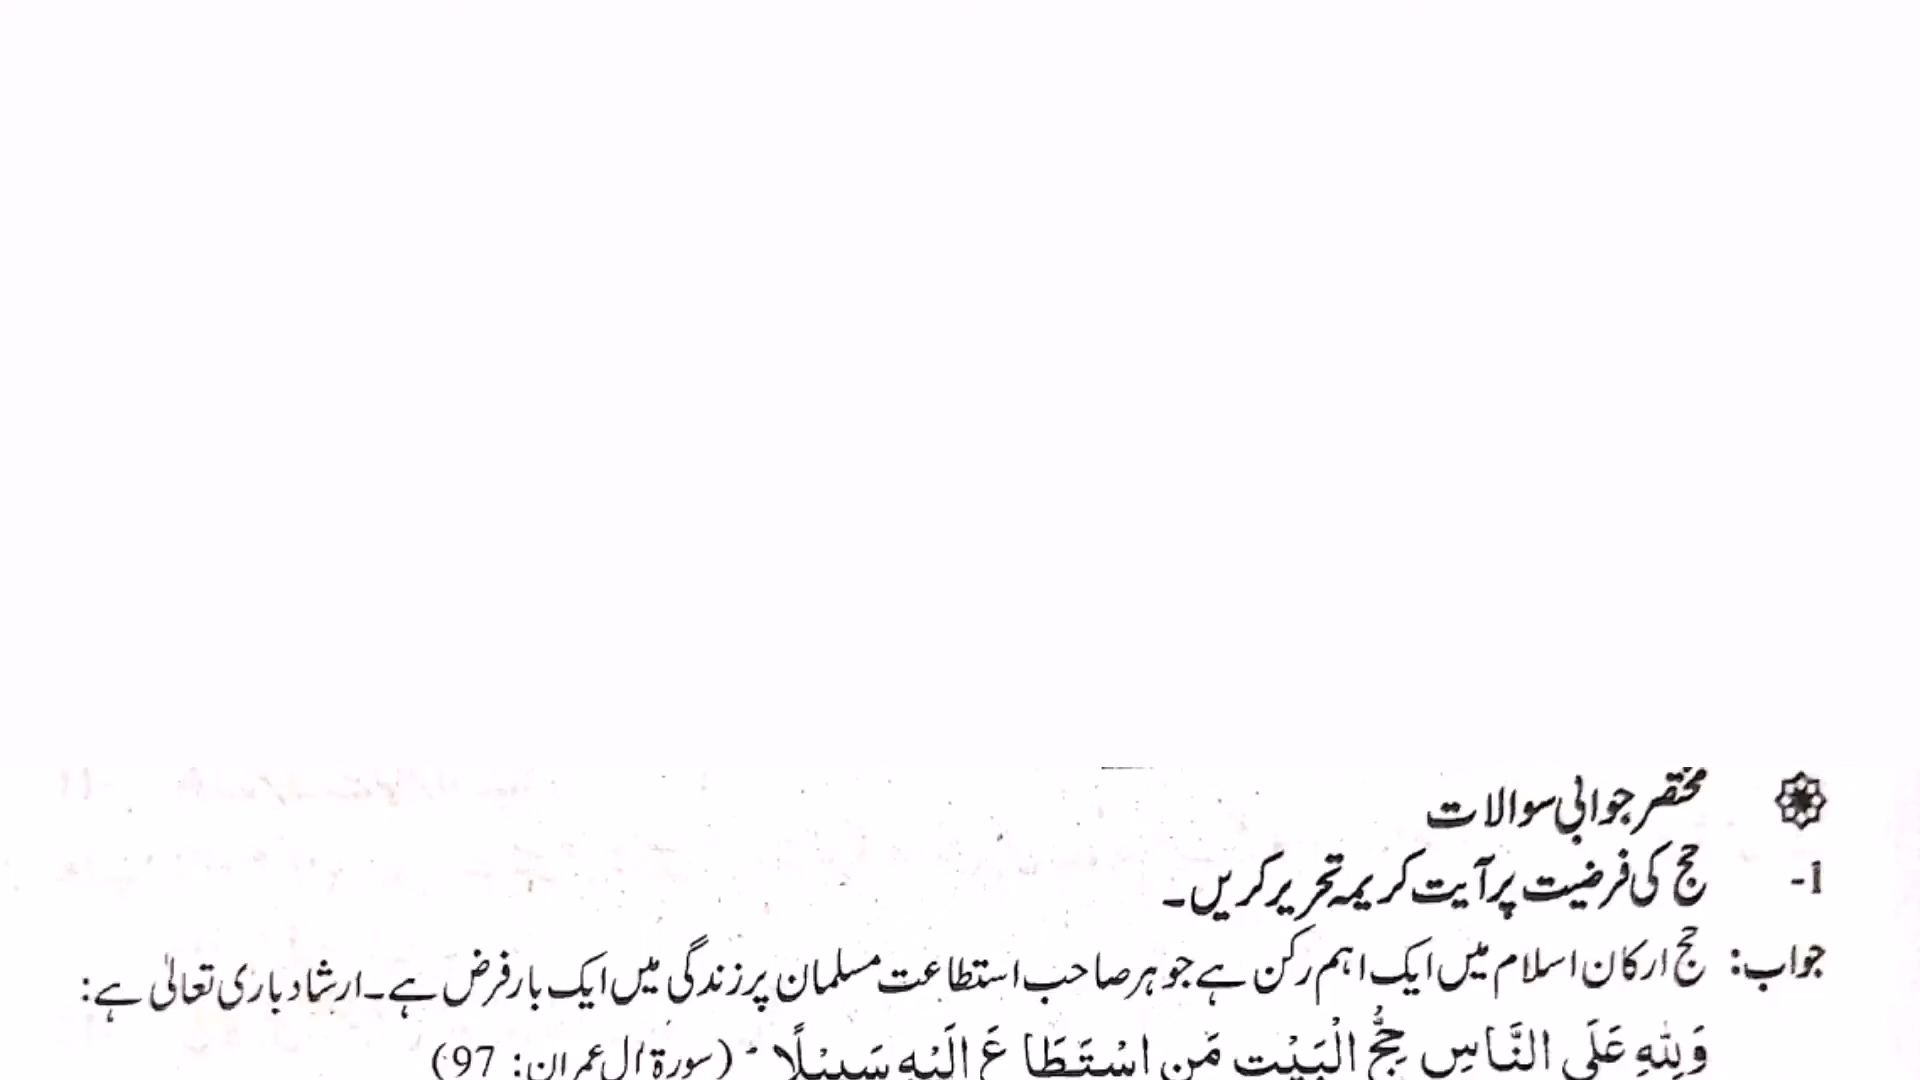 مختصر جوابی سوالات
1- حج کی فرضیت پر آیت کریمہ تحریر کریں۔
جواب: حج ارکان اسلام میں ایک اہم رکن ہے جو ہر صاحب استطاعت مسلمان پر زندگی میں ایک بار فرض ہے۔ ارشاد باری تعالیٰ ہے:
وَلِلّٰهِ عَلَى النَّاسِ حِجُّ الْبَيْتِ مَنِ اسْتَطَاعَ اِلَيْهِ سَبِيْلًا ۔ (سورۃ اٰل عمران: 97)